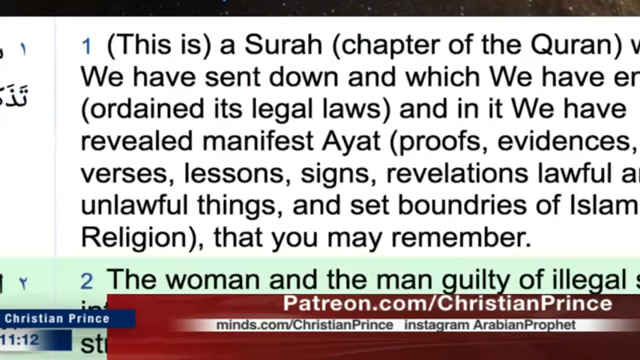 1 (This is) a Surah (chapter of the Quran)
We have sent down and which We have
(ordained its legal laws) and in it We have
revealed manifest Ayat (proofs, evidences,
verses, lessons, signs, revelations lawful
unlawful things, and set boundries of Islam
Religion), that you may remember.
2 The woman and the man guilty of illegal
Patreon.com/ChristianPrince
Christian Prince
minds.com/ChristianPrince instagram ArabianProphet
11:12